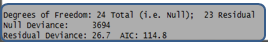 Degrees of Freedom: 24 Total (i.e. Null);  23 Residual
Null Deviance:      3694
Residual Deviance: 26.7  AIC: 114.8